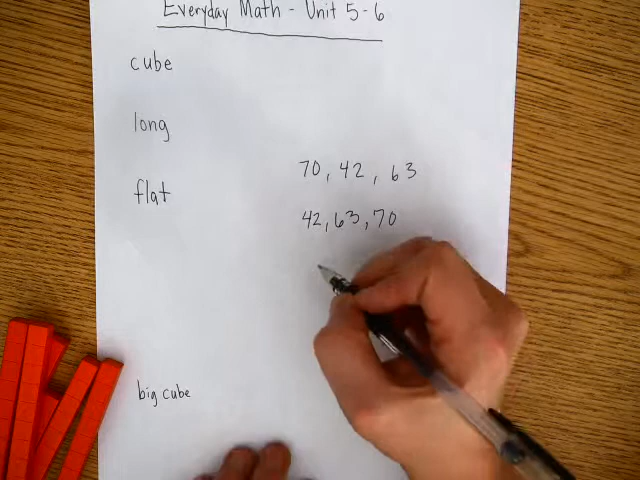 Everyday Math - Unit 5-6
cube
long
70, 42, 63
flat
42, 63, 70
big cube